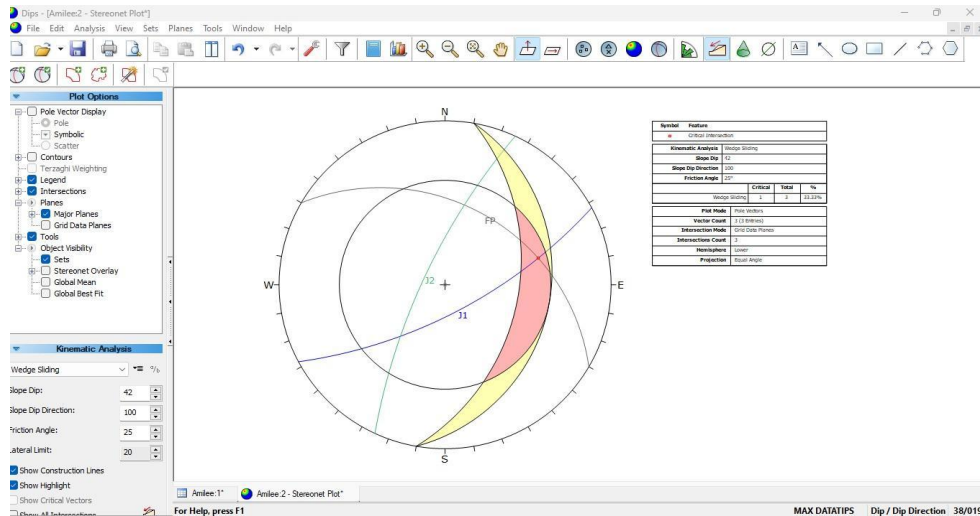 Dips - [Amilee:2 - Stereonet Plot*]
File Edit Analysis View Sets Planes Tools Window Help
Plot Options
Pole Vector Display
Pole
Symbolic
Scatter
Contours
Terzaghi Weighting
Legend
Intersections
Planes
Major Planes
Grid Data Planes
Tools
Object Visibility
Sets
Stereonet Overlay
Global Mean
Global Best Fit
Kinematic Analysis
Wedge Sliding
Slope Dip: 42
Slope Dip Direction: 100
Friction Angle: 25
Lateral Limit: 20
Show Construction Lines
Show Highlight
Show Critical Vectors
Show All Intersections
N
FP
W
J2
E
J1
S
Symbol Feature
Critical Intersection
Kinematic Analysis Wedge Sliding
Slope Dip 42
Slope Dip Direction 100
Friction Angle 25°
Critical Total %
Wedge Sliding 1 3 33.33%
Plot Mode Pole Vectors
Vector Count 3 (3 Entries)
Intersection Mode Grid Data Planes
Intersections Count 3
Hemisphere Lower
Projection Equal Angle
Amilee:1* Amilee:2 - Stereonet Plot*
For Help, press F1 MAX DATATIPS Dip / Dip Direction